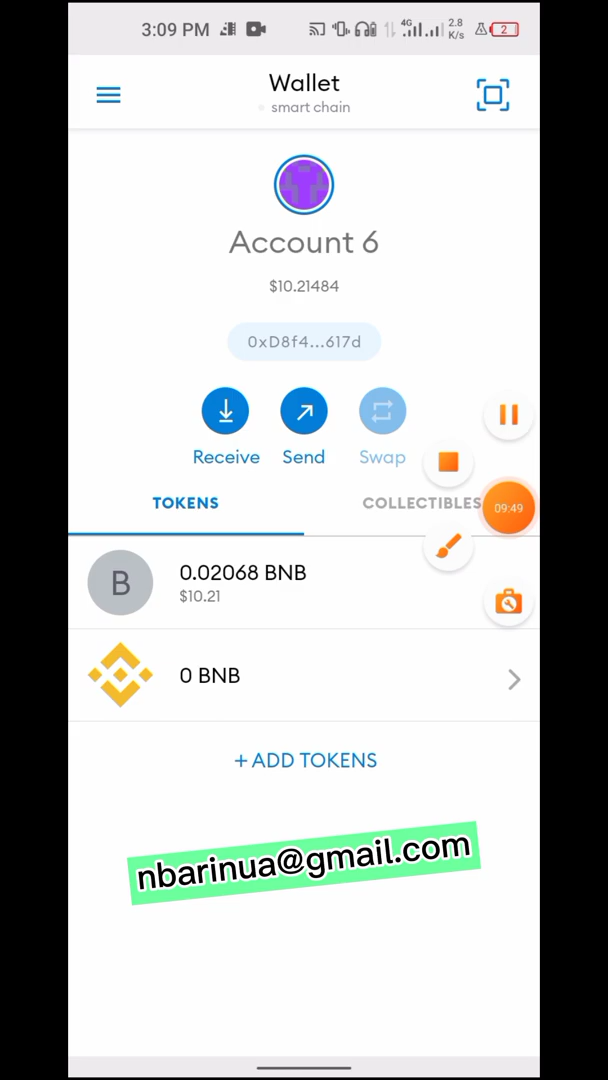 3:09 PM 4G 2.8 K/s 2
Wallet
smart chain
Account 6
$10.21484
0xD8f4...617d
Receive Send Swap
TOKENS COLLECTIBLES
09:49
B
0.02068 BNB
$10.21
0 BNB
+ ADD TOKENS
nbarinua@gmail.com